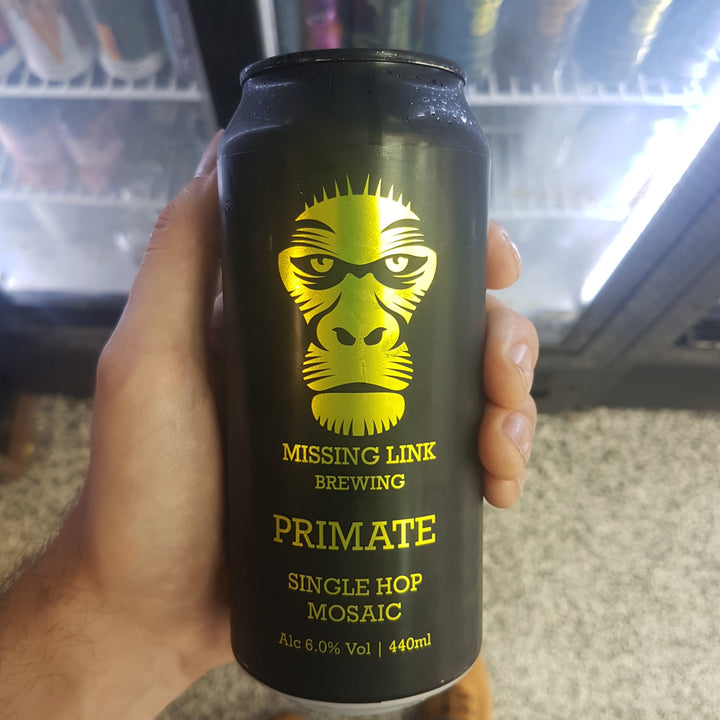 MISSING LINK
BREWING
PRIMATE
SINGLE HOP
MOSAIC
Alc 6.0% Vol | 440ml